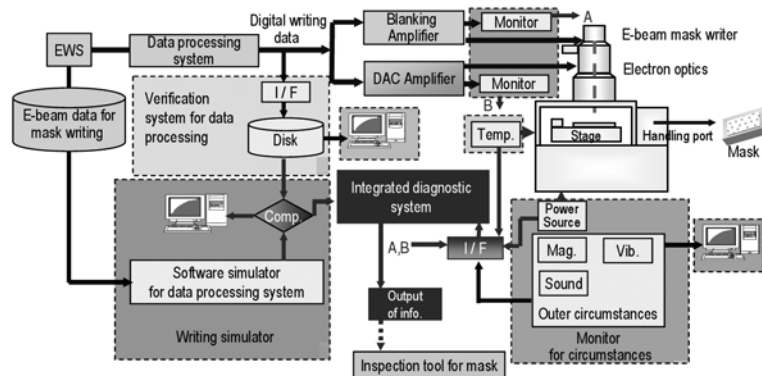 EWS
Data processing
system
Digital writing
data
Blanking
Amplifier
Monitor
A
E-beam mask writer
DAC Amplifier
Monitor
B
Electron optics
I / F
Verification
system for data
processing
Disk
E-beam data for
mask writing
Temp.
Stage
Handling port
Mask
Comp.
Integrated diagnostic
system
Power
Source
A,B
I / F
Mag.
Vib.
Sound
Outer circumstances
Software simulator
for data processing system
Output
of info.
Writing simulator
Monitor
for circumstances
Inspection tool for mask